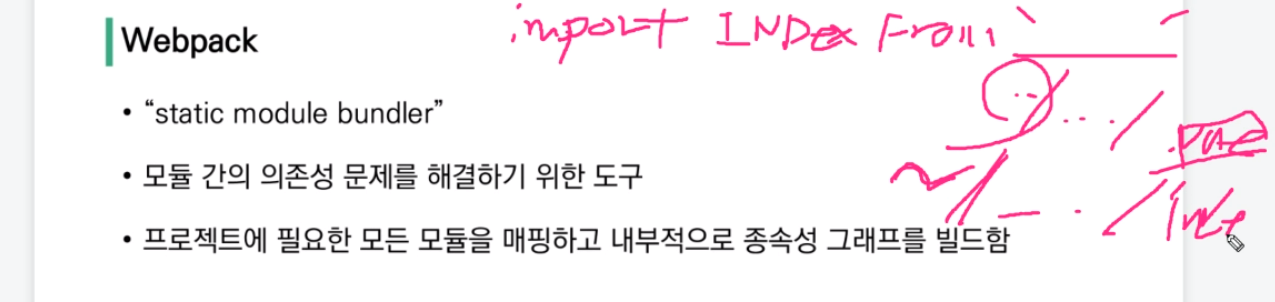 Webpack
import INDex From ' '
• “static module bundler”
• 모듈 간의 의존성 문제를 해결하기 위한 도구
• 프로젝트에 필요한 모든 모듈을 매핑하고 내부적으로 종속성 그래프를 빌드함